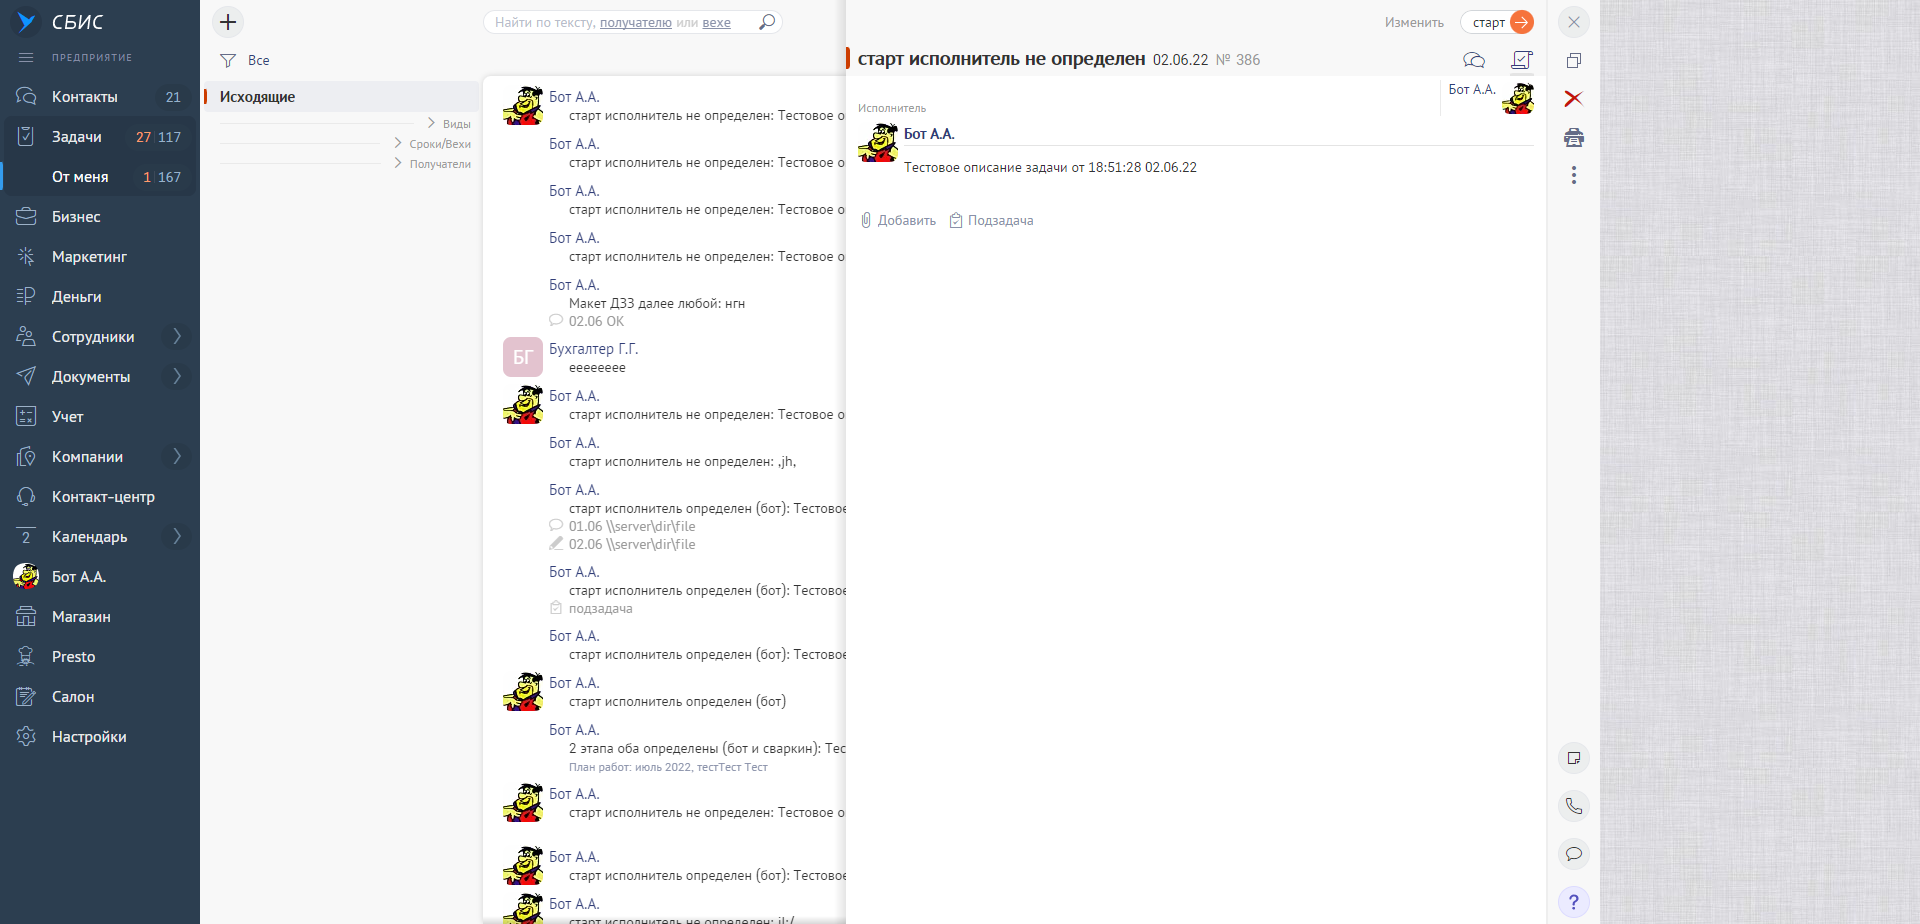 СБИС
ПРЕДПРИЯТИЕ
Контакты 21
Задачи 27 117
От меня 1 167
Бизнес
Маркетинг
Деньги
Сотрудники
Документы
Учет
Компании
Контакт-центр
2 Календарь
Бот А.А.
Магазин
Presto
Салон
Настройки
Найти по тексту, получателю или вехе
Все
Исходящие
Виды
Сроки/Вехи
Получатели
Бот А.А.
старт исполнитель не определен: Тестовое о
Бот А.А.
старт исполнитель не определен: Тестовое о
Бот А.А.
старт исполнитель не определен: Тестовое о
Бот А.А.
старт исполнитель не определен: Тестовое о
Бот А.А.
Макет ДЗЗ далее любой: нгн
02.06 ОК
БГ
Бухгалтер Г.Г.
ееееееее
Бот А.А.
старт исполнитель не определен: Тестовое о
Бот А.А.
старт исполнитель не определен: ,jh,
Бот А.А.
старт исполнитель определен (бот): Тестовое
01.06 \\server\dir\file
02.06 \\server\dir\file
Бот А.А.
старт исполнитель определен (бот): Тестовое
подзадача
Бот А.А.
старт исполнитель определен (бот): Тестовое
Бот А.А.
старт исполнитель определен (бот)
Бот А.А.
2 этапа оба определены (бот и сваркин): Тес
План работ: июль 2022, тестТест Тест
Бот А.А.
старт исполнитель не определен: Тестовое о
Бот А.А.
старт исполнитель определен (бот): Тестовое
Бот А.А.
старт исполнитель не определен:
Изменить старт
старт исполнитель не определен 02.06.22 № 386
Бот А.А.
Исполнитель
Бот А.А.
Тестовое описание задачи от 18:51:28 02.06.22
Добавить Подзадача
?